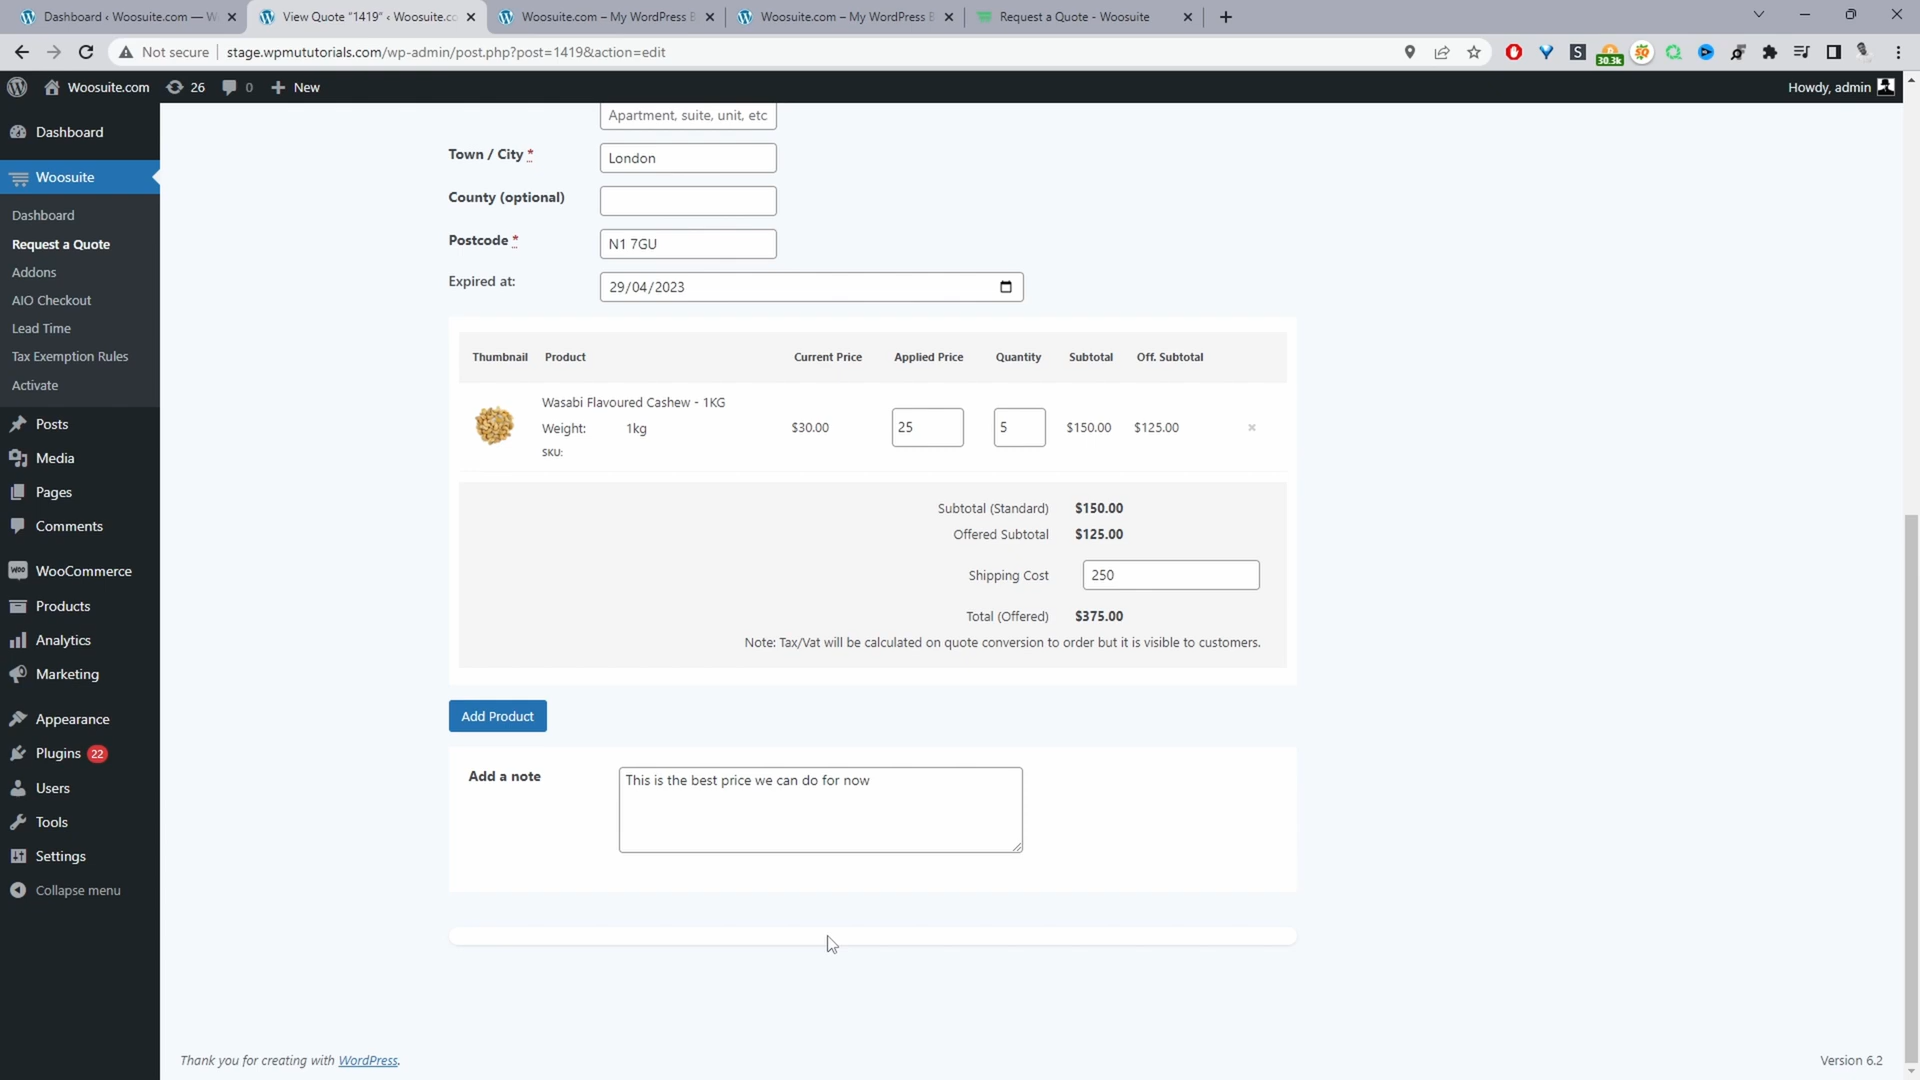 Dashboard ‹ Woosuite.com — W
View Quote "1419" ‹ Woosuite.co
Woosuite.com – My WordPress B
Woosuite.com – My WordPress B
Request a Quote - Woosuite
Not secure
stage.wpmututorials.com/wp-admin/post.php?post=1419&action=edit
30.3k
Woosuite.com
26
0
New
Howdy, admin
Dashboard
Woosuite
Dashboard
Request a Quote
Addons
AIO Checkout
Lead Time
Tax Exemption Rules
Activate
Posts
Media
Pages
Comments
WooCommerce
Products
Analytics
Marketing
Appearance
Plugins 22
Users
Tools
Settings
Collapse menu
Apartment, suite, unit, etc
Town / City *
London
County (optional)
Postcode *
N1 7GU
Expired at:
29/04/2023
Thumbnail Product Current Price Applied Price Quantity Subtotal Off. Subtotal
Wasabi Flavoured Cashew - 1KG
Weight: 1kg
SKU:
$30.00 25 5 $150.00 $125.00
Subtotal (Standard) $150.00
Offered Subtotal $125.00
Shipping Cost 250
Total (Offered) $375.00
Note: Tax/Vat will be calculated on quote conversion to order but it is visible to customers.
Add Product
Add a note
This is the best price we can do for now
Thank you for creating with WordPress.
Version 6.2